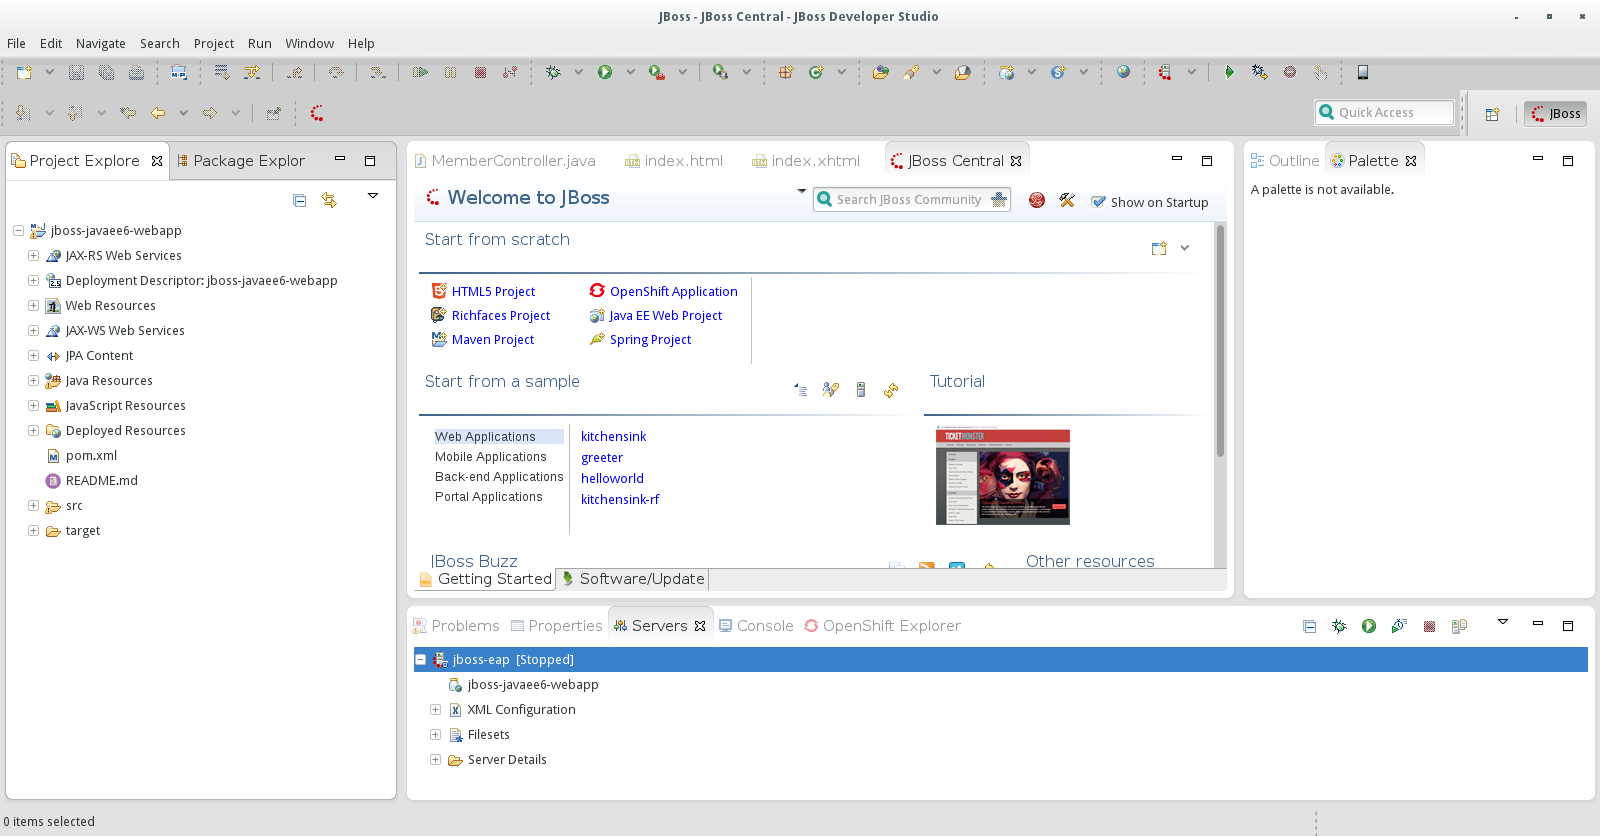 JBoss - JBoss Central - JBoss Developer Studio
File Edit Navigate Search Project Run Window Help
Quick Access
JBoss
Project Explore
Package Explor
jboss-javaee6-webapp
JAX-RS Web Services
Deployment Descriptor: jboss-javaee6-webapp
Web Resources
JAX-WS Web Services
JPA Content
Java Resources
JavaScript Resources
Deployed Resources
pom.xml
README.md
src
target
MemberController.java index.html index.xhtml JBoss Central
Welcome to JBoss
Search JBoss Community
Show on Startup
Start from scratch
HTML5 Project OpenShift Application
Richfaces Project Java EE Web Project
Maven Project Spring Project
Start from a sample
Tutorial
Web Applications kitchensink
Mobile Applications greeter
Back-end Applications helloworld
Portal Applications kitchensink-rf
TICKETMONSTER
JBoss Buzz
Other resources
Getting Started Software/Update
Outline Palette
A palette is not available.
Problems Properties Servers Console OpenShift Explorer
jboss-eap [Stopped]
jboss-javaee6-webapp
XML Configuration
Filesets
Server Details
0 items selected